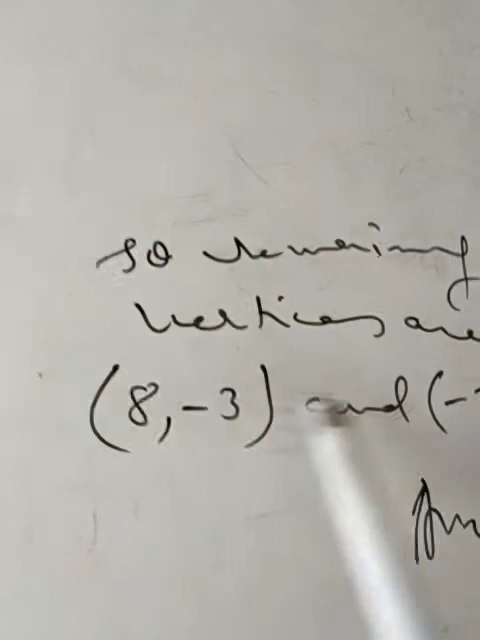 so remaining
vertices are
(8,-3) and (-